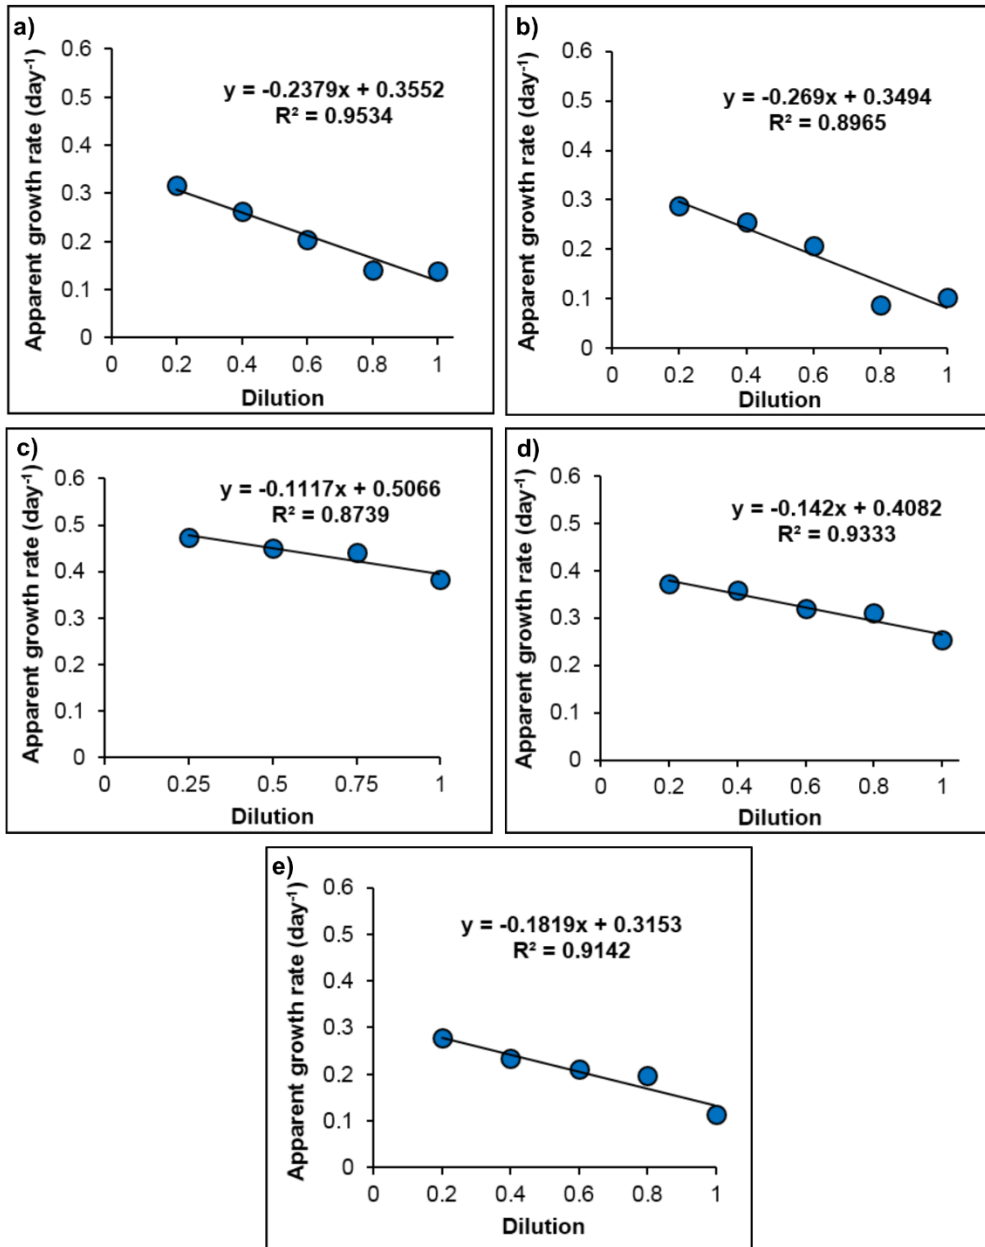 a)
Apparent growth rate (day⁻¹)
0.6
0.5
0.4
0.3
0.2
0.1
0
y = -0.2379x + 0.3552
R² = 0.9534
0 0.2 0.4 0.6 0.8 1
Dilution
b)
Apparent growth rate (day⁻¹)
0.6
0.5
0.4
0.3
0.2
0.1
0
y = -0.269x + 0.3494
R² = 0.8965
0 0.2 0.4 0.6 0.8 1
Dilution
c)
Apparent growth rate (day⁻¹)
0.6
0.5
0.4
0.3
0.2
0.1
0
y = -0.1117x + 0.5066
R² = 0.8739
0 0.25 0.5 0.75 1
Dilution
d)
Apparent growth rate (day⁻¹)
0.6
0.5
0.4
0.3
0.2
0.1
0
y = -0.142x + 0.4082
R² = 0.9333
0 0.2 0.4 0.6 0.8 1
Dilution
e)
Apparent growth rate (day⁻¹)
0.6
0.5
0.4
0.3
0.2
0.1
0
y = -0.1819x + 0.3153
R² = 0.9142
0 0.2 0.4 0.6 0.8 1
Dilution